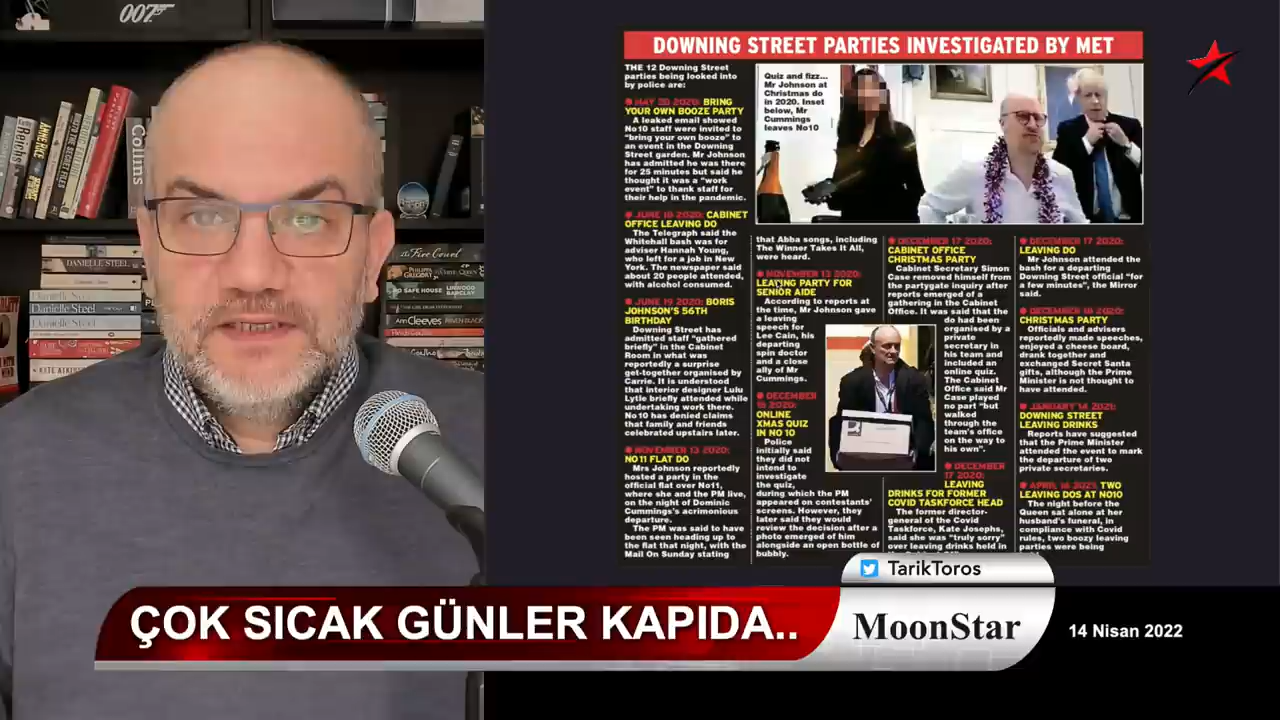 007
Collins
DANIELLE STEEL
Danielle Steel
KATE ATKINSON
The Fire Court
PHILIPPA GREGORY
LINWOOD BARCLAY
Ann Cleeves
DOWNING STREET PARTIES INVESTIGATED BY MET
THE 12 Downing Street
parties being looked into
by police are:
MAY 20 2020: BRING
YOUR OWN BOOZE PARTY
A leaked email showed
No10 staff were invited to
“bring your own booze” to
an event in the Downing
Street garden. Mr Johnson
has admitted he was there
for 25 minutes but said he
thought it was a “work
event” to thank staff for
their help in the pandemic.
JUNE 18 2020: CABINET
OFFICE LEAVING DO
The Telegraph said the
Whitehall bash was for
adviser Hannah Young,
who left for a job in New
York. The newspaper said
about 20 people attended,
with alcohol consumed.
JUNE 19 2020: BORIS
JOHNSON’S 56TH
BIRTHDAY
Downing Street has
admitted staff “gathered
briefly” in the Cabinet
Room in what was
reportedly a surprise
get-together organised by
Carrie. It is understood
that interior designer Lulu
Lytle briefly attended while
undertaking work there.
No10 has denied claims
that family and friends
celebrated upstairs later.
NOVEMBER 13 2020:
NO11 FLAT DO
Mrs Johnson reportedly
hosted a party in the
official flat over No11,
where she and the PM live,
on the night of Dominic
Cummings’s acrimonious
departure.
The PM was said to have
been seen heading up to
the flat that night, with the
Mail On Sunday stating
Quiz and fizz...
Mr Johnson at
Christmas do
in 2020. Inset
below, Mr
Cummings
leaves No10
that Abba songs, including
The Winner Takes It All,
were heard.
NOVEMBER 13 2020:
LEAVING PARTY FOR
SENIOR AIDE
According to reports at
the time, Mr Johnson gave
a leaving
speech for
Lee Cain, his
departing
spin doctor
and a close
ally of Mr
Cummings.
DECEMBER
15 2020:
ONLINE
XMAS QUIZ
IN NO 10
Police
initially said
they did not
intend to
investigate
the quiz,
during which the PM
appeared on contestants’
screens. However, they
later said they would
review the decision after a
photo emerged of him
alongside an open bottle of
bubbly.
DECEMBER 17 2020:
CABINET OFFICE
CHRISTMAS PARTY
Cabinet Secretary Simon
Case removed himself from
the partygate inquiry after
reports emerged of a
gathering in the Cabinet
Office. It was said that the
do had been
organised by a
private
secretary in
his team and
included an
online quiz.
The Cabinet
Office said Mr
Case played
no part “but
walked
through the
team’s office
on the way to
his own”.
DECEMBER
17 2020:
LEAVING
DRINKS FOR FORMER
COVID TASKFORCE HEAD
The former director-
general of the Covid
Taskforce, Kate Josephs,
said she was “truly sorry”
over leaving drinks held in
DECEMBER 17 2020:
LEAVING DO
Mr Johnson attended the
bash for a departing
Downing Street official “for
a few minutes”, the Mirror
said.
DECEMBER 18 2020:
CHRISTMAS PARTY
Officials and advisers
reportedly made speeches,
enjoyed a cheese board,
drank together and
exchanged Secret Santa
gifts, although the Prime
Minister is not thought to
have attended.
JANUARY 14 2021:
DOWNING STREET
LEAVING DRINKS
Reports have suggested
that the Prime Minister
attended the event to mark
the departure of two
private secretaries.
APRIL 16 2021: TWO
LEAVING DOS AT NO10
The night before the
Queen sat alone at her
husband’s funeral, in
compliance with Covid
rules, two boozy leaving
parties were being
TarikToros
ÇOK SICAK GÜNLER KAPIDA..
MoonStar
14 Nisan 2022